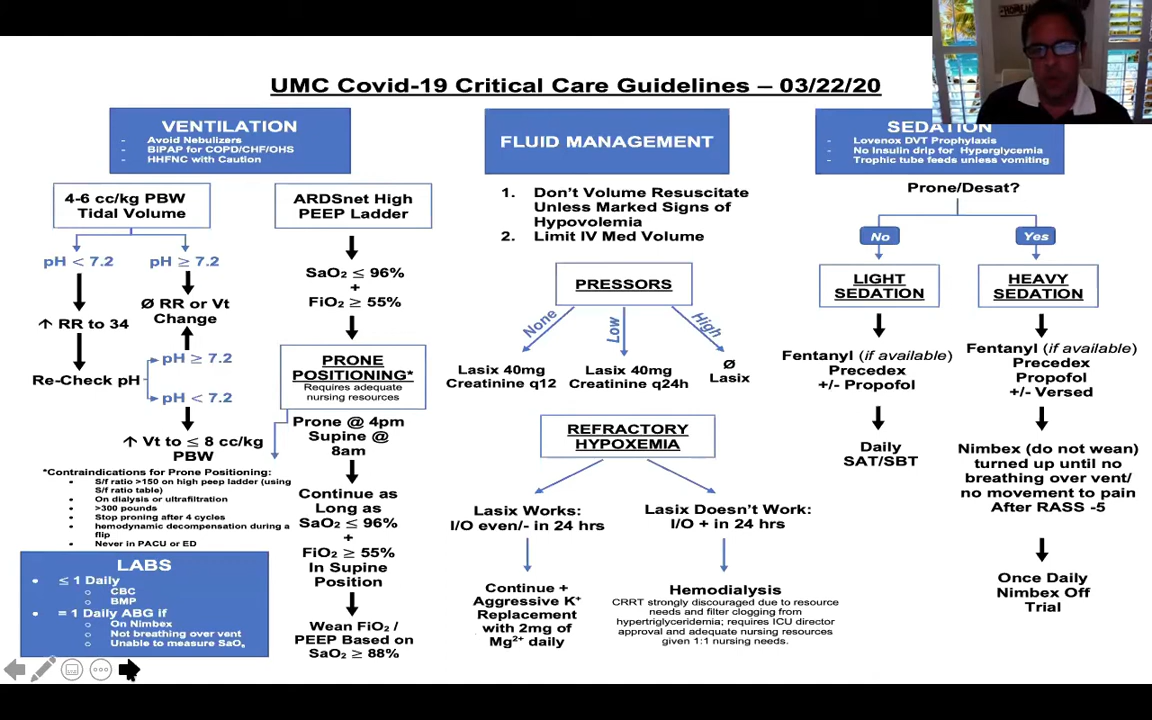 UMC Covid-19 Critical Care Guidelines – 03/22/20
VENTILATION
- Avoid Nebulizers
- BiPAP for COPD/CHF/OHS
- HHFNC with Caution
4-6 cc/kg PBW
Tidal Volume
pH < 7.2
pH ≥ 7.2
↑ RR to 34
Ø RR or Vt
Change
Re-Check pH
pH ≥ 7.2
pH < 7.2
↑ Vt to ≤ 8 cc/kg
PBW
*Contraindications for Prone Positioning:
• S/f ratio >150 on high peep ladder (using
S/f ratio table)
• On dialysis or ultrafiltration
• >300 pounds
• Stop proning after 4 cycles
• hemodynamic decompensation during a
flip
• Never in PACU or ED
LABS
• ≤ 1 Daily
○ CBC
○ BMP
• = 1 Daily ABG if
○ On Nimbex
○ Not breathing over vent
○ Unable to measure SaO₂
ARDSnet High
PEEP Ladder
SaO₂ ≤ 96%
+
FiO₂ ≥ 55%
PRONE
POSITIONING*
Requires adequate
nursing resources
Prone @ 4pm
Supine @
8am
Continue as
Long as
SaO₂ ≤ 96%
+
FiO₂ ≥ 55%
In Supine
Position
Wean FiO₂ /
PEEP Based on
SaO₂ ≥ 88%
FLUID MANAGEMENT
1. Don't Volume Resuscitate
Unless Marked Signs of
Hypovolemia
2. Limit IV Med Volume
PRESSORS
None
Low
High
Lasix 40mg
Creatinine q12
Lasix 40mg
Creatinine q24h
Ø
Lasix
REFRACTORY
HYPOXEMIA
Lasix Works:
I/O even/- in 24 hrs
Continue +
Aggressive K⁺
Replacement
with 2mg of
Mg²⁺ daily
Lasix Doesn't Work:
I/O + in 24 hrs
Hemodialysis
CRRT strongly discouraged due to resource
needs and filter clogging from
hypertriglyceridemia; requires ICU director
approval and adequate nursing resources
given 1:1 nursing needs.
SEDATION
- Lovenox DVT Prophylaxis
- No Insulin drip for Hyperglycemia
- Trophic tube feeds unless vomiting
Prone/Desat?
No
Yes
LIGHT
SEDATION
Fentanyl (if available)
Precedex
+/- Propofol
Daily
SAT/SBT
HEAVY
SEDATION
Fentanyl (if available)
Precedex
Propofol
+/- Versed
Nimbex (do not wean)
turned up until no
breathing over vent/
no movement to pain
After RASS -5
Once Daily
Nimbex Off
Trial